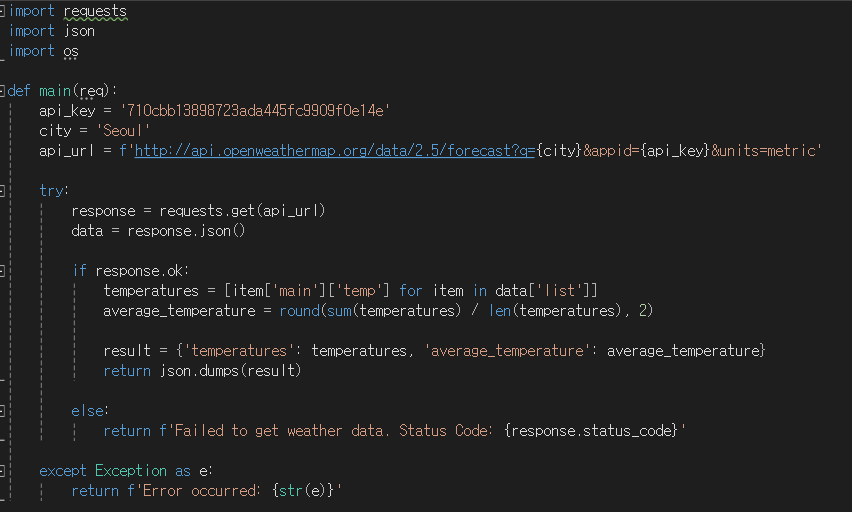 import requests
import json
import os
def main(req):
api_key = '710cbb13898723ada445fc9909f0e14e'
city = 'Seoul'
api_url = f'http://api.openweathermap.org/data/2.5/forecast?q={city}&appid={api_key}&units=metric'
try:
response = requests.get(api_url)
data = response.json()
if response.ok:
temperatures = [item['main']['temp'] for item in data['list']]
average_temperature = round(sum(temperatures) / len(temperatures), 2)
result = {'temperatures': temperatures, 'average_temperature': average_temperature}
return json.dumps(result)
else:
return f'Failed to get weather data. Status Code: {response.status_code}'
except Exception as e:
return f'Error occurred: {str(e)}'